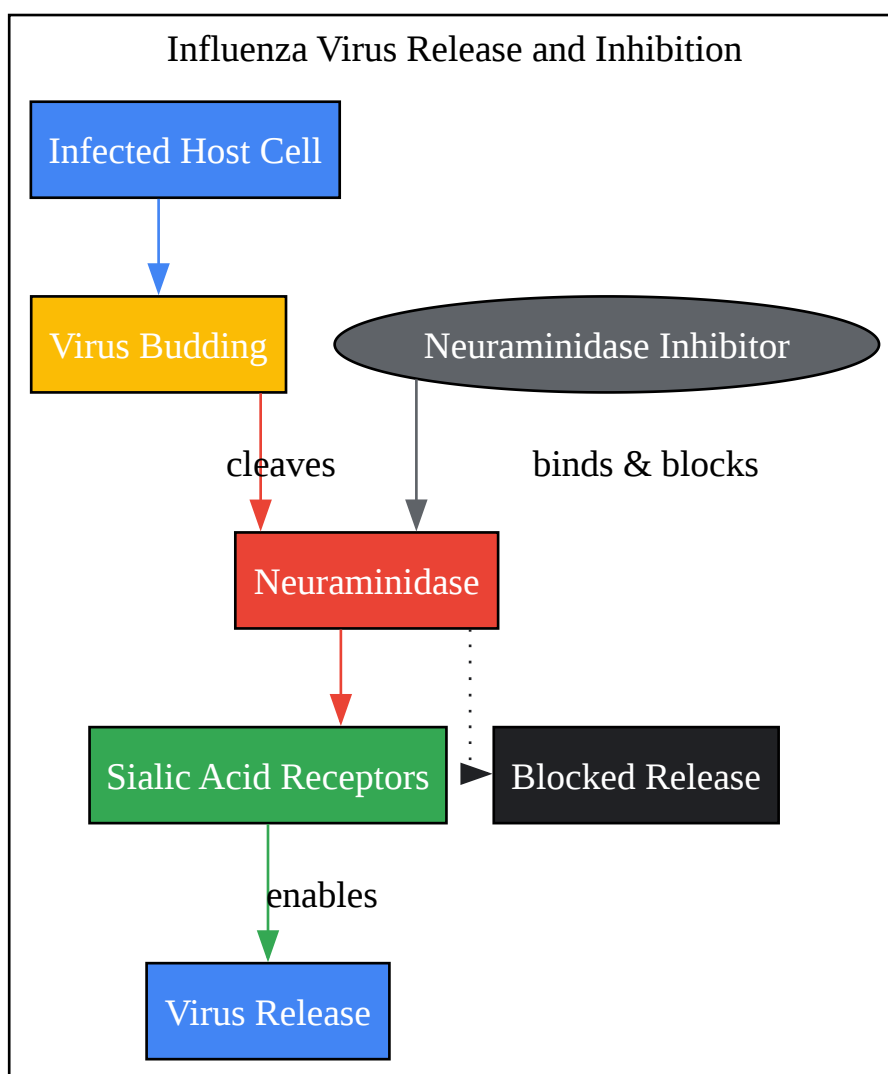 Influenza Virus Release and Inhibition
Infected Host Cell
Virus Budding
Neuraminidase Inhibitor
cleaves
binds & blocks
Neuraminidase
Sialic Acid Receptors
Blocked Release
enables
Virus Release